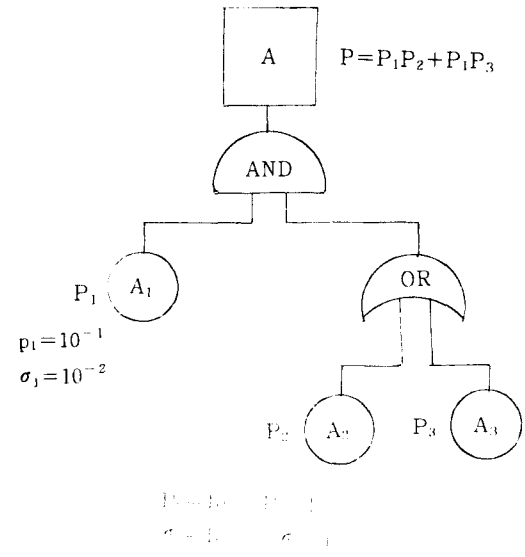 A
P=P₁P₂+P₁P₃
AND
P₁
A₁
OR
p₁=10⁻¹
σ₁=10⁻²
P₂
A₂
P₃
A₃